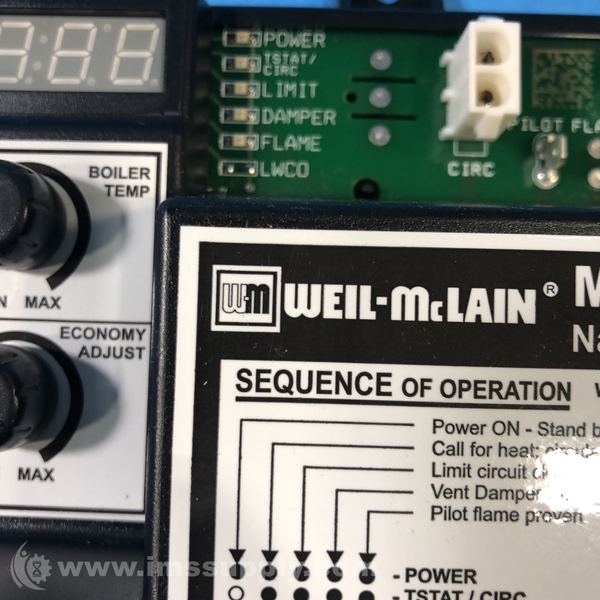 POWER
TSTAT/
CIRC
LIMIT
DAMPER
FLAME
LWCO
CIRC
PILOT FLA
BOILER
TEMP
MAX
ECONOMY
ADJUST
MAX
W-M WEIL-McLAIN® M
Na
SEQUENCE OF OPERATION
Power ON - Stand b
Call for heat;
Limit circuit
Vent Damper
Pilot flame proven
- POWER
- TSTAT / CIRC
www.imssupply.com